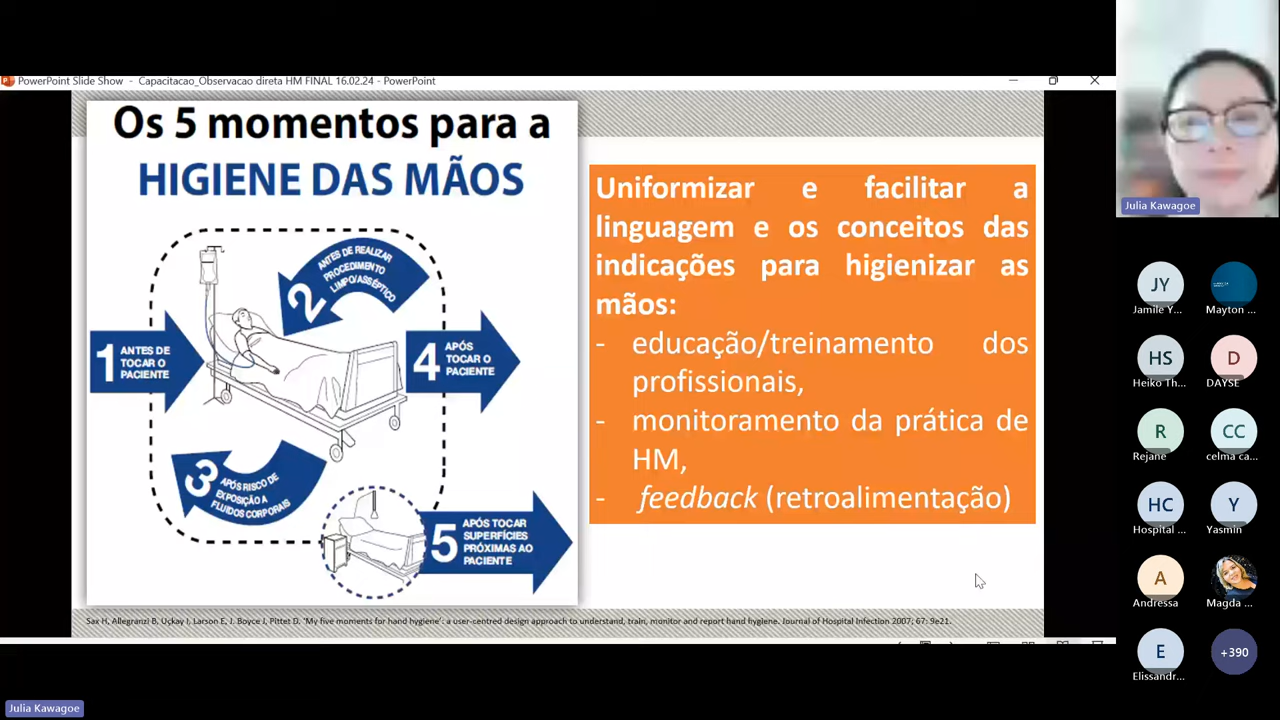 PowerPoint Slide Show - Capacitacao_Observacao direta HM FINAL 16.02.24 - PowerPoint
Os 5 momentos para a
HIGIENE DAS MÃOS
1 ANTES DE
TOCAR O
PACIENTE
2 ANTES DE REALIZAR
PROCEDIMENTO
LIMPO/ASSÉPTICO
3 APÓS RISCO DE
EXPOSIÇÃO A
FLUIDOS CORPORAIS
4 APÓS
TOCAR O
PACIENTE
5 APÓS TOCAR
SUPERFÍCIES
PRÓXIMAS AO
PACIENTE
Uniformizar e facilitar a
linguagem e os conceitos das
indicações para higienizar as
mãos:
- educação/treinamento dos
profissionais,
- monitoramento da prática de
HM,
- feedback (retroalimentação)
Sax H, Allegranzi B, Uçkay I, Larson E, J. Boyce J, Pittet D. 'My five moments for hand hygiene': a user-centred design approach to understand, train, monitor and report hand hygiene. Journal of Hospital Infection 2007; 67: 9e21.
Julia Kawagoe
JY
Jamile Y...
Mayton ...
HS
Heiko Th...
D
DAYSE
R
Rejane
CC
celma ca...
HC
Hospital ...
Y
Yasmin
A
Andressa
Magda ...
E
Elissandr...
+390
Julia Kawagoe